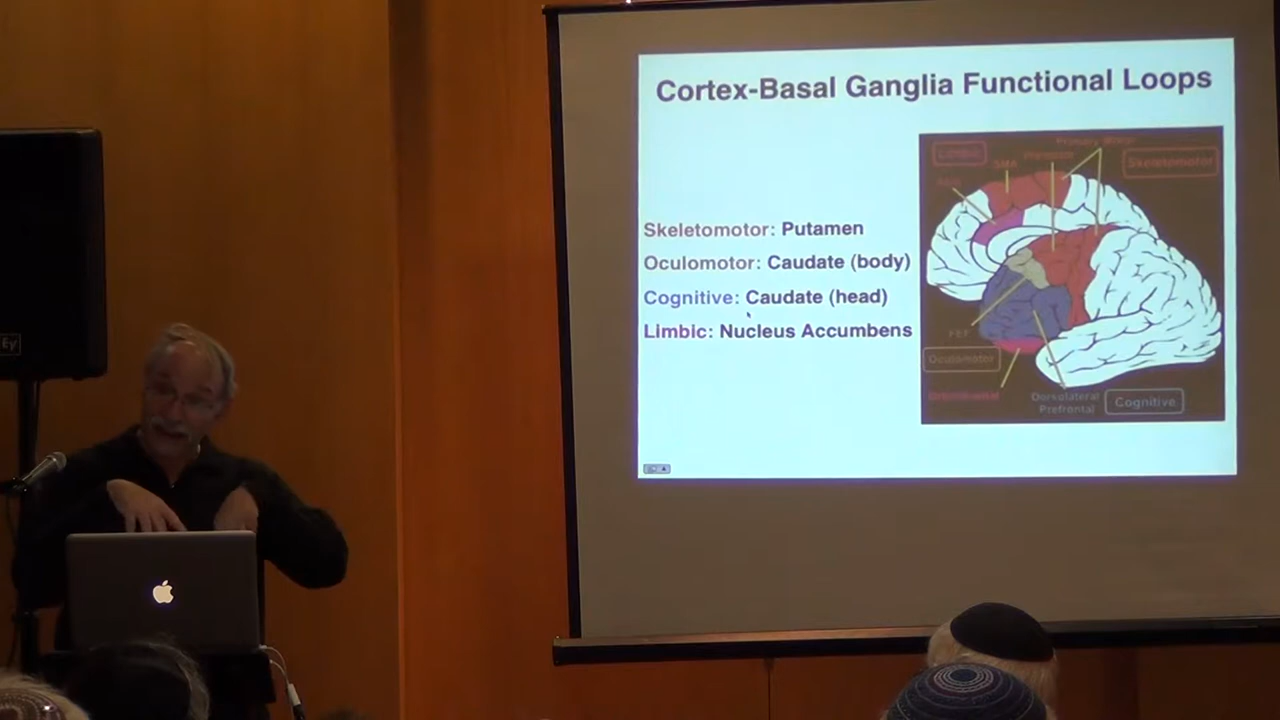 Cortex-Basal Ganglia Functional Loops
Skeletomotor: Putamen
Oculomotor: Caudate (body)
Cognitive: Caudate (head)
Limbic: Nucleus Accumbens
Limbic
SMA
Primary Motor
Skeletomotor
FEF
Oculomotor
Dorsolateral
Prefrontal
Cognitive